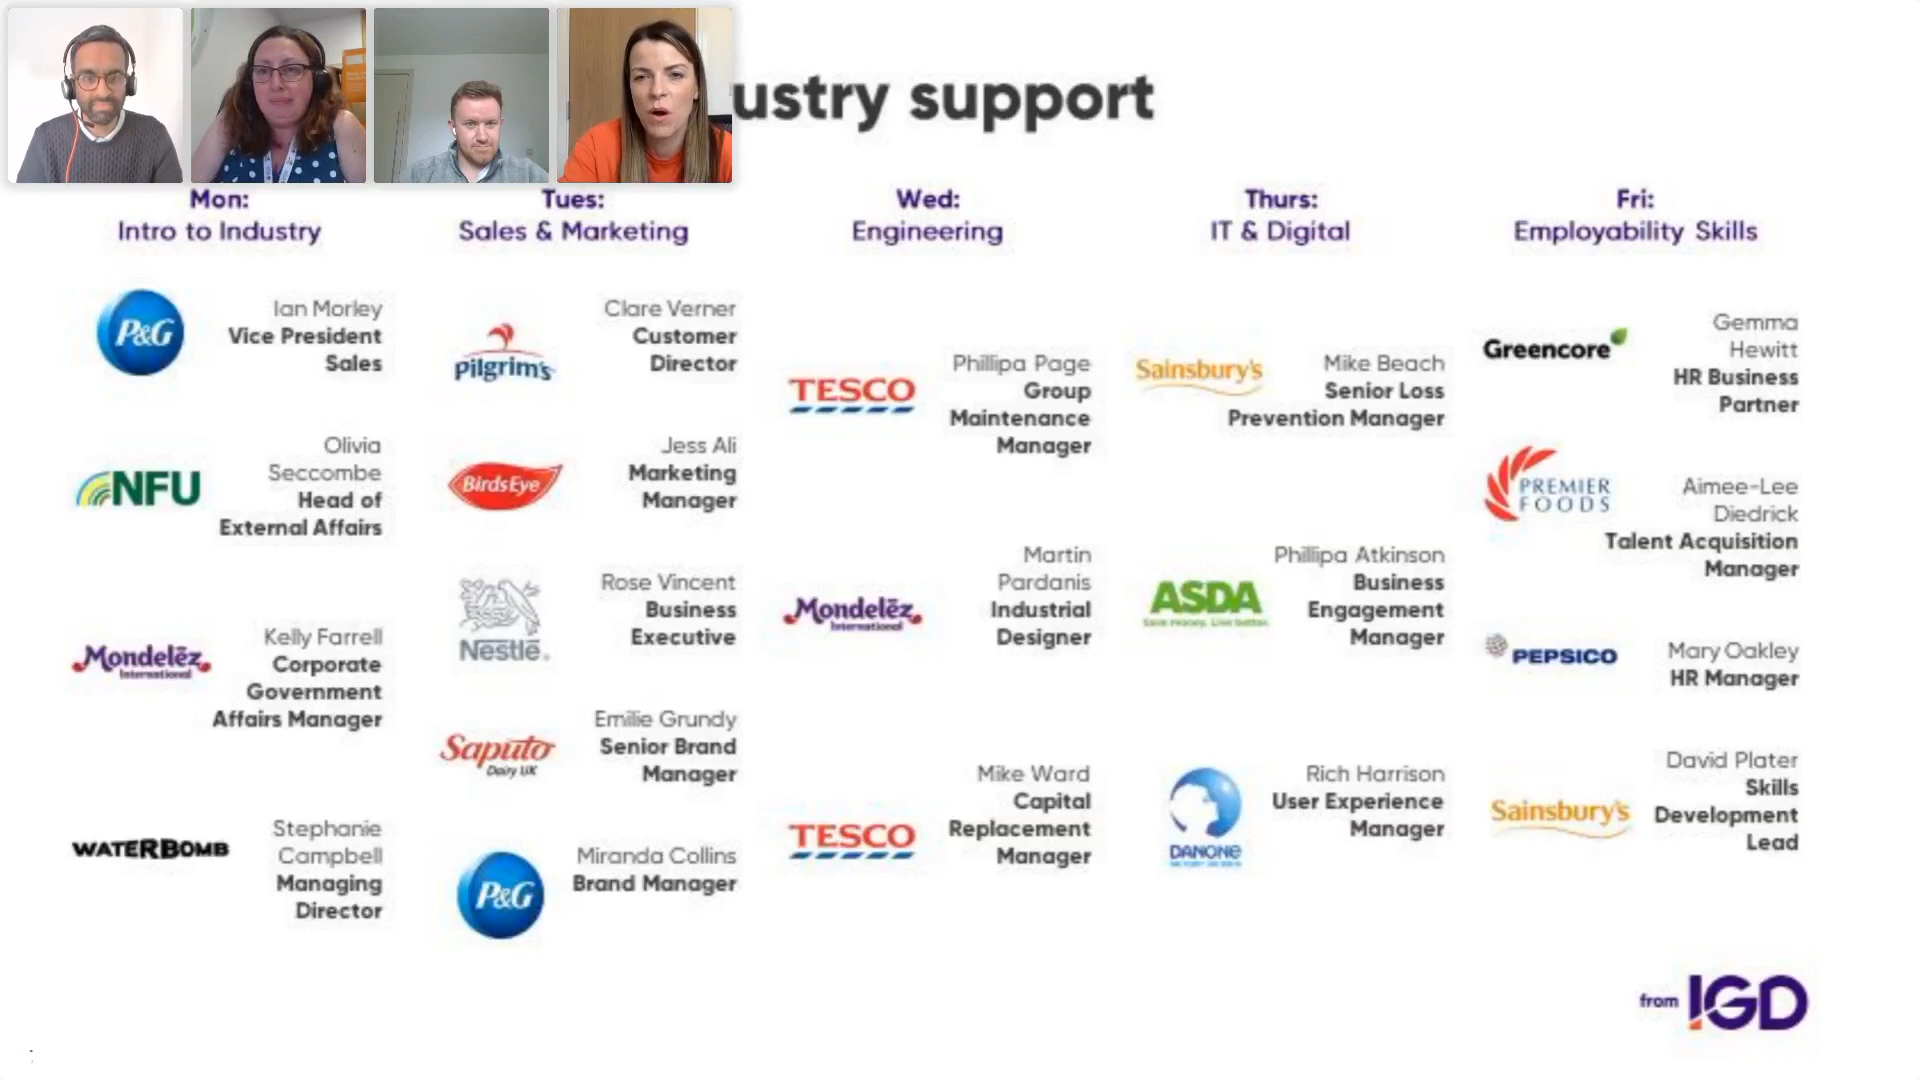 ustry support
Mon:
Intro to Industry
P&G
Ian Morley
Vice President
Sales
NFU
Olivia
Seccombe
Head of
External Affairs
Mondelēz
International
Kelly Farrell
Corporate
Government
Affairs Manager
WATERBOMB
Stephanie
Campbell
Managing
Director
Tues:
Sales & Marketing
Pilgrim's
Clare Verner
Customer
Director
BirdsEye
Jess Ali
Marketing
Manager
Nestlé
Rose Vincent
Business
Executive
Saputo
Dairy UK
Emilie Grundy
Senior Brand
Manager
P&G
Miranda Collins
Brand Manager
Wed:
Engineering
TESCO
Phillipa Page
Group
Maintenance
Manager
Mondelēz
International
Martin
Pardanis
Industrial
Designer
TESCO
Mike Ward
Capital
Replacement
Manager
Thurs:
IT & Digital
Sainsbury's
Mike Beach
Senior Loss
Prevention Manager
ASDA
Save money. Live better.
Phillipa Atkinson
Business
Engagement
Manager
DANONE
Rich Harrison
User Experience
Manager
Fri:
Employability Skills
Greencore
Gemma
Hewitt
HR Business
Partner
PREMIER
FOODS
Aimee-Lee
Diedrick
Talent Acquisition
Manager
PEPSICO
Mary Oakley
HR Manager
Sainsbury's
David Plater
Skills
Development
Lead
from IGD